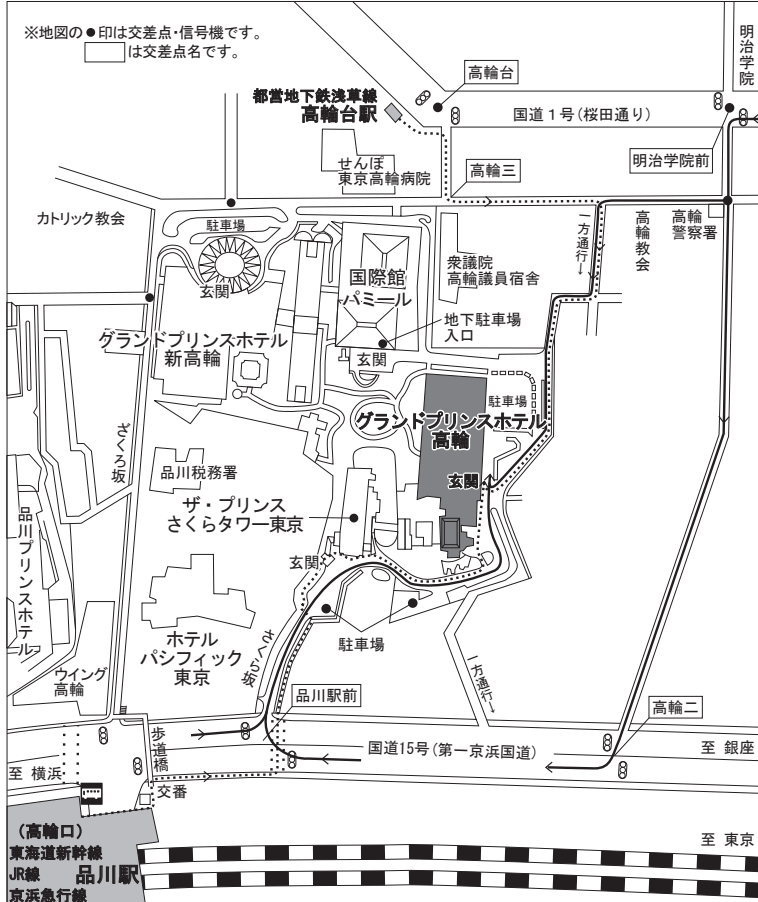 ※地図の●印は交差点・信号機です。
は交差点名です。
明治学院
高輪台
都営地下鉄浅草線
高輪台駅
国道1号(桜田通り)
明治学院前
せんぽ
東京高輪病院
高輪三
カトリック教会
駐車場
一方通行→
高輪教会
高輪
警察署
玄関
国際館
パミール
衆議院
高輪議員宿舎
地下駐車場
入口
グランドプリンスホテル
新高輪
玄関
駐車場
グランドプリンスホテル
高輪
ざくろ坂
品川税務署
玄関
ザ・プリンス
さくらタワー東京
品川プリンスホテル
玄関
ホテル
パシフィック
東京
さくら坂
駐車場
一方通行→
ウイング
高輪
品川駅前
高輪二
歩道橋
国道15号(第一京浜国道)
至 銀座
至 横浜
交番
至 東京
(高輪口)
東海道新幹線
JR線
品川駅
京浜急行線